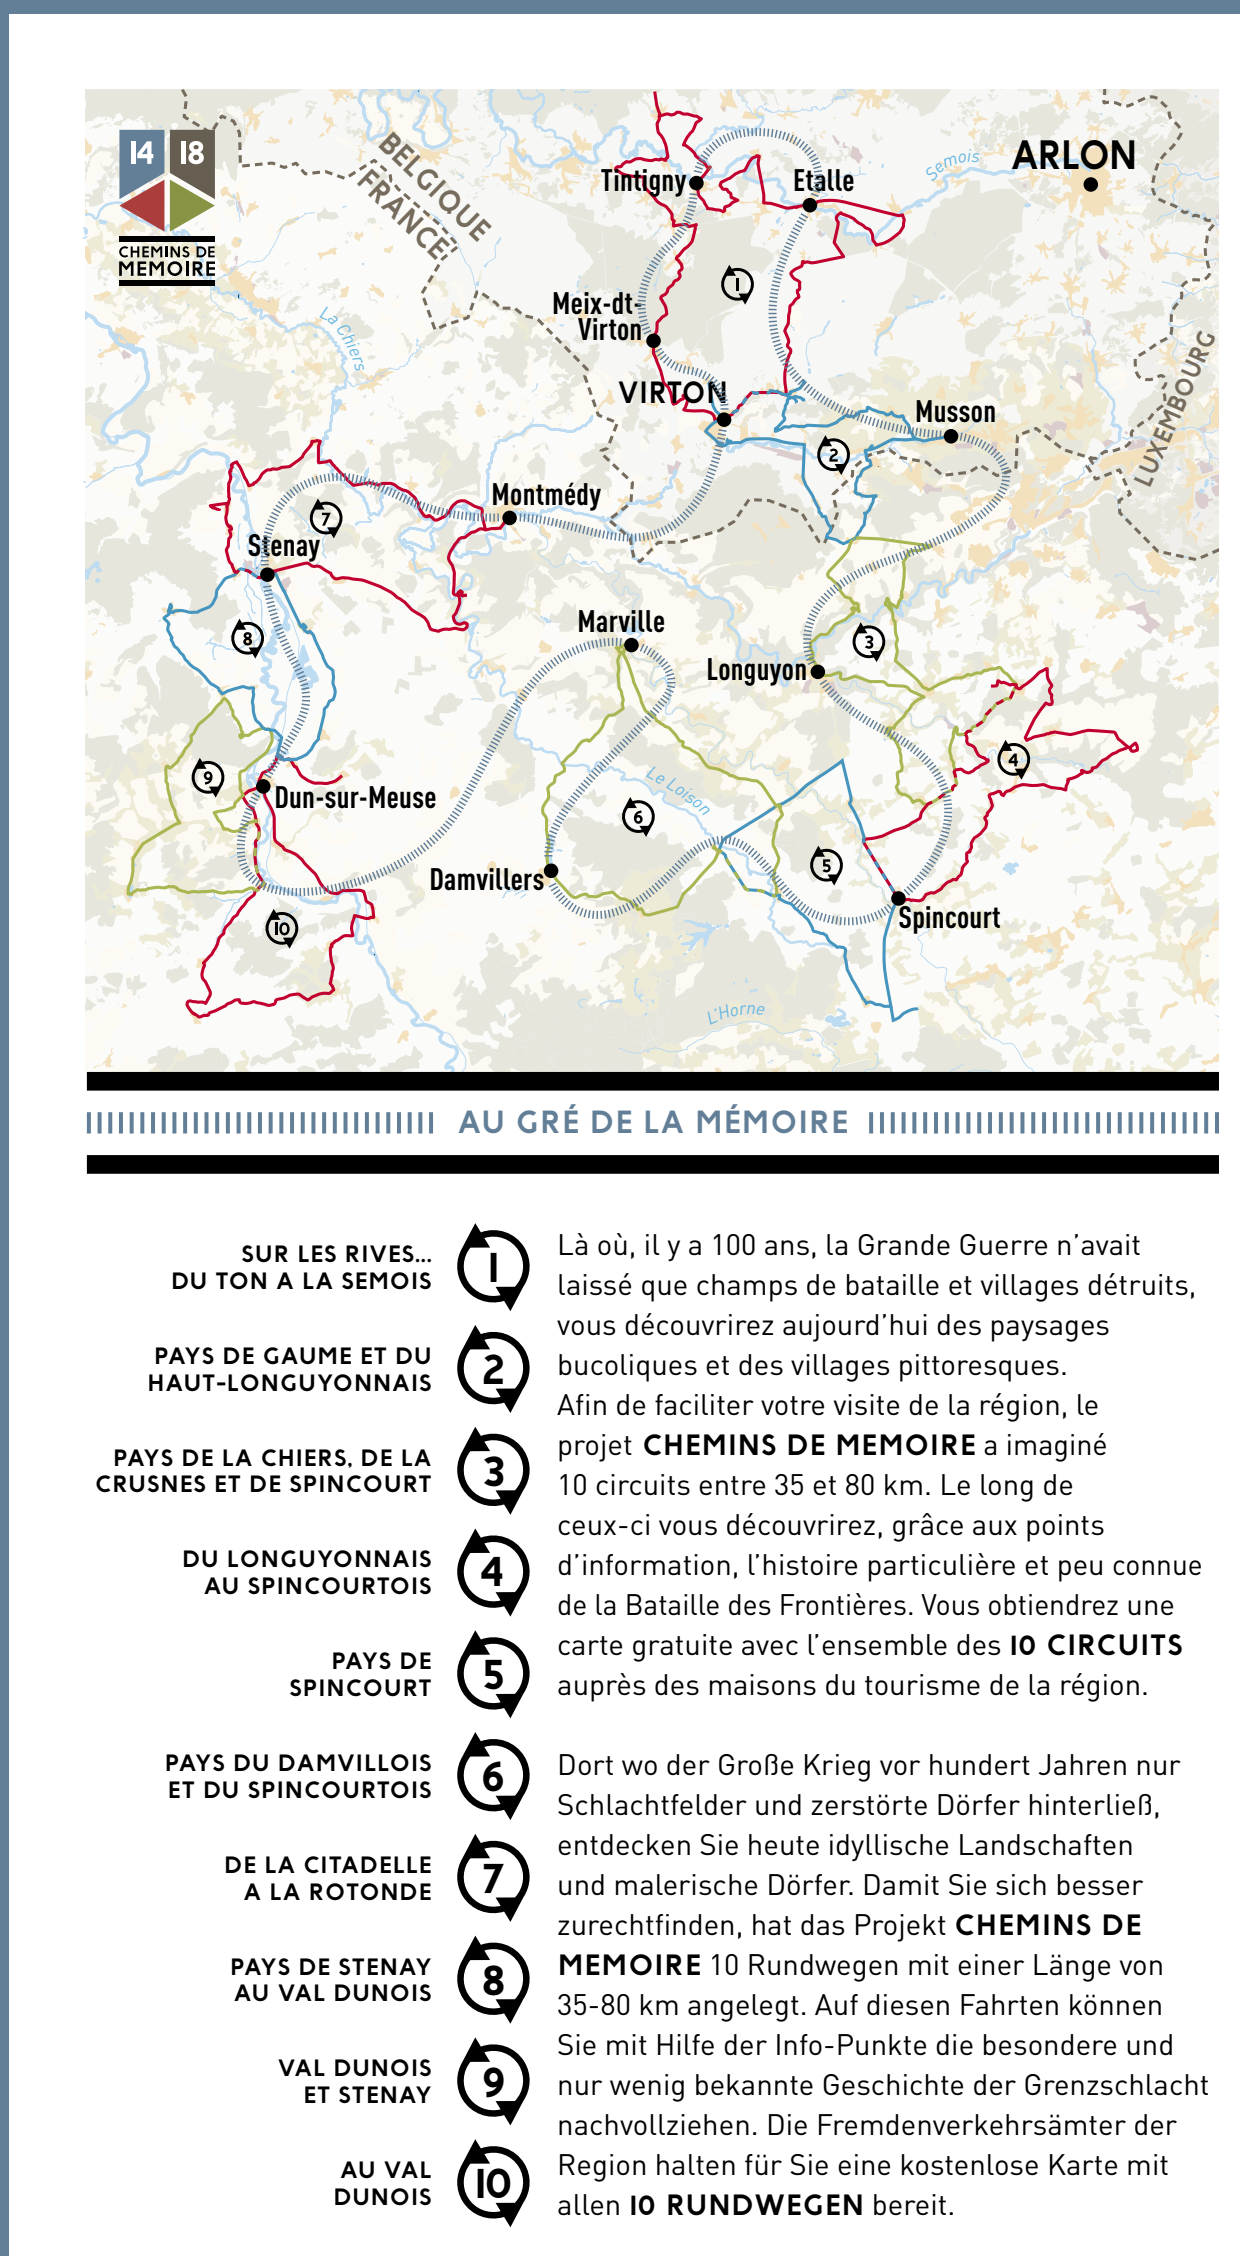 14 18
CHEMINS DE
MEMOIRE
BELGIQUE
FRANCE
La Chiers
Tintigny
Etalle
Semois
ARLON
1
Meix-dt-
Virton
VIRTON
Musson
LUXEMBOURG
2
Montmédy
7
Stenay
8
Marville
3
Longuyon
9
Dun-sur-Meuse
Le Loison
4
6
5
Damvillers
Spincourt
10
L'Horne
AU GRÉ DE LA MÉMOIRE
SUR LES RIVES...
DU TON A LA SEMOIS
1
PAYS DE GAUME ET DU
HAUT-LONGUYONNAIS
2
PAYS DE LA CHIERS, DE LA
CRUSNES ET DE SPINCOURT
3
DU LONGUYONNAIS
AU SPINCOURTOIS
4
PAYS DE
SPINCOURT
5
PAYS DU DAMVILLOIS
ET DU SPINCOURTOIS
6
DE LA CITADELLE
A LA ROTONDE
7
PAYS DE STENAY
AU VAL DUNOIS
8
VAL DUNOIS
ET STENAY
9
AU VAL
DUNOIS
10
Là où, il y a 100 ans, la Grande Guerre n'avait
laissé que champs de bataille et villages détruits,
vous découvrirez aujourd'hui des paysages
bucoliques et des villages pittoresques.
Afin de faciliter votre visite de la région, le
projet CHEMINS DE MEMOIRE a imaginé
10 circuits entre 35 et 80 km. Le long de
ceux-ci vous découvrirez, grâce aux points
d'information, l'histoire particulière et peu connue
de la Bataille des Frontières. Vous obtiendrez une
carte gratuite avec l'ensemble des 10 CIRCUITS
auprès des maisons du tourisme de la région.
Dort wo der Große Krieg vor hundert Jahren nur
Schlachtfelder und zerstörte Dörfer hinterließ,
entdecken Sie heute idyllische Landschaften
und malerische Dörfer. Damit Sie sich besser
zurechtfinden, hat das Projekt CHEMINS DE
MEMOIRE 10 Rundwegen mit einer Länge von
35-80 km angelegt. Auf diesen Fahrten können
Sie mit Hilfe der Info-Punkte die besondere und
nur wenig bekannte Geschichte der Grenzschlacht
nachvollziehen. Die Fremdenverkehrsämter der
Region halten für Sie eine kostenlose Karte mit
allen 10 RUNDWEGEN bereit.